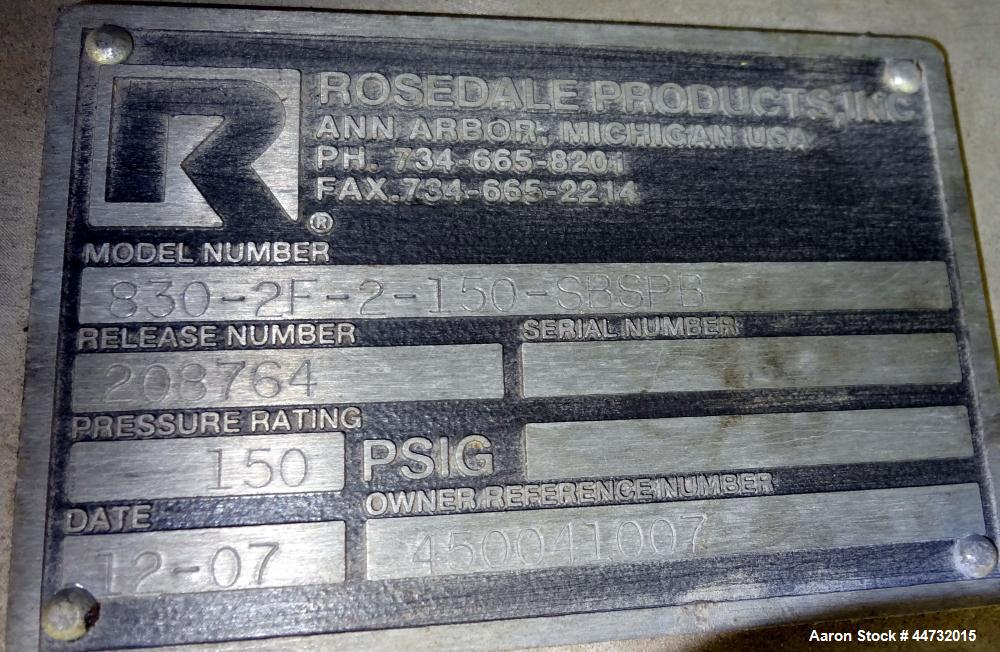 R
ROSEDALE PRODUCTS, INC
ANN ARBOR, MICHIGAN USA
PH. 734-665-8201
FAX.734-665-2214
®
MODEL NUMBER
830-2F-2-150-SBSPB
RELEASE NUMBER
SERIAL NUMBER
208764
PRESSURE RATING
150 PSIG
DATE
OWNER REFERENCE NUMBER
12-07
450041007
Aaron Stock # 44732015